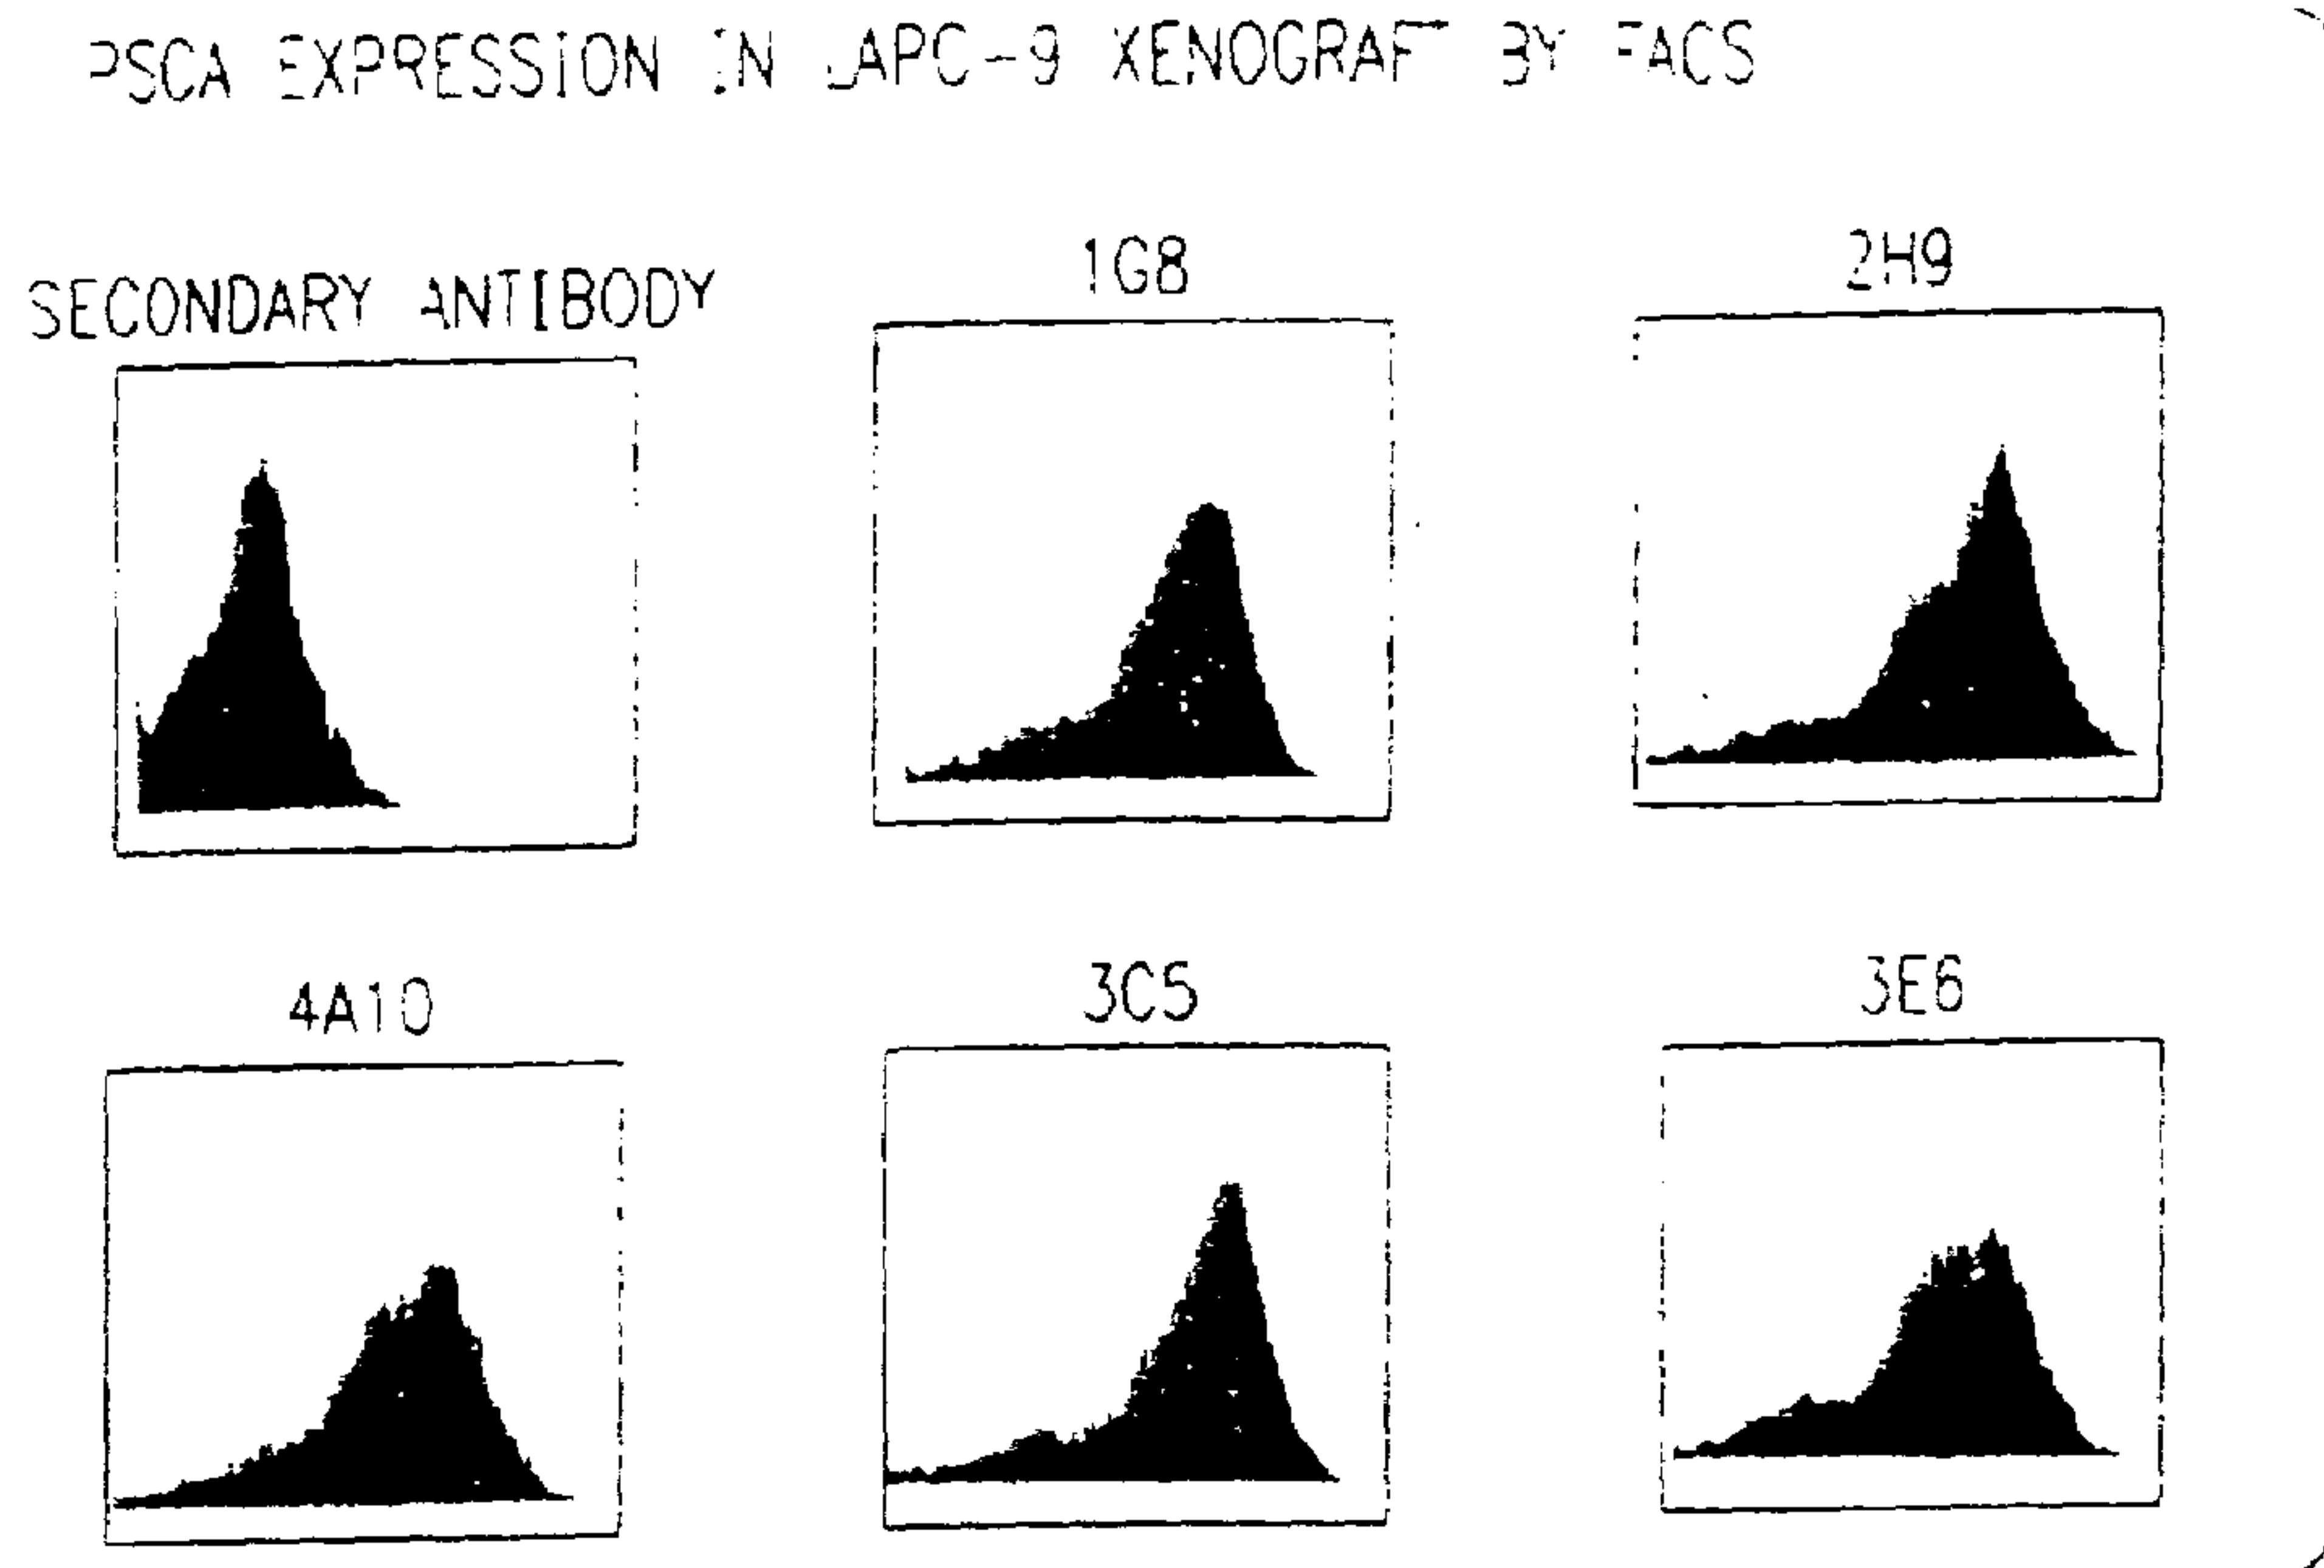 PSCA EXPRESSION IN LAPC-9 XENOGRAFT BY FACS
SECONDARY ANTIBODY
1G8
2H9
4A10
3C5
3E6